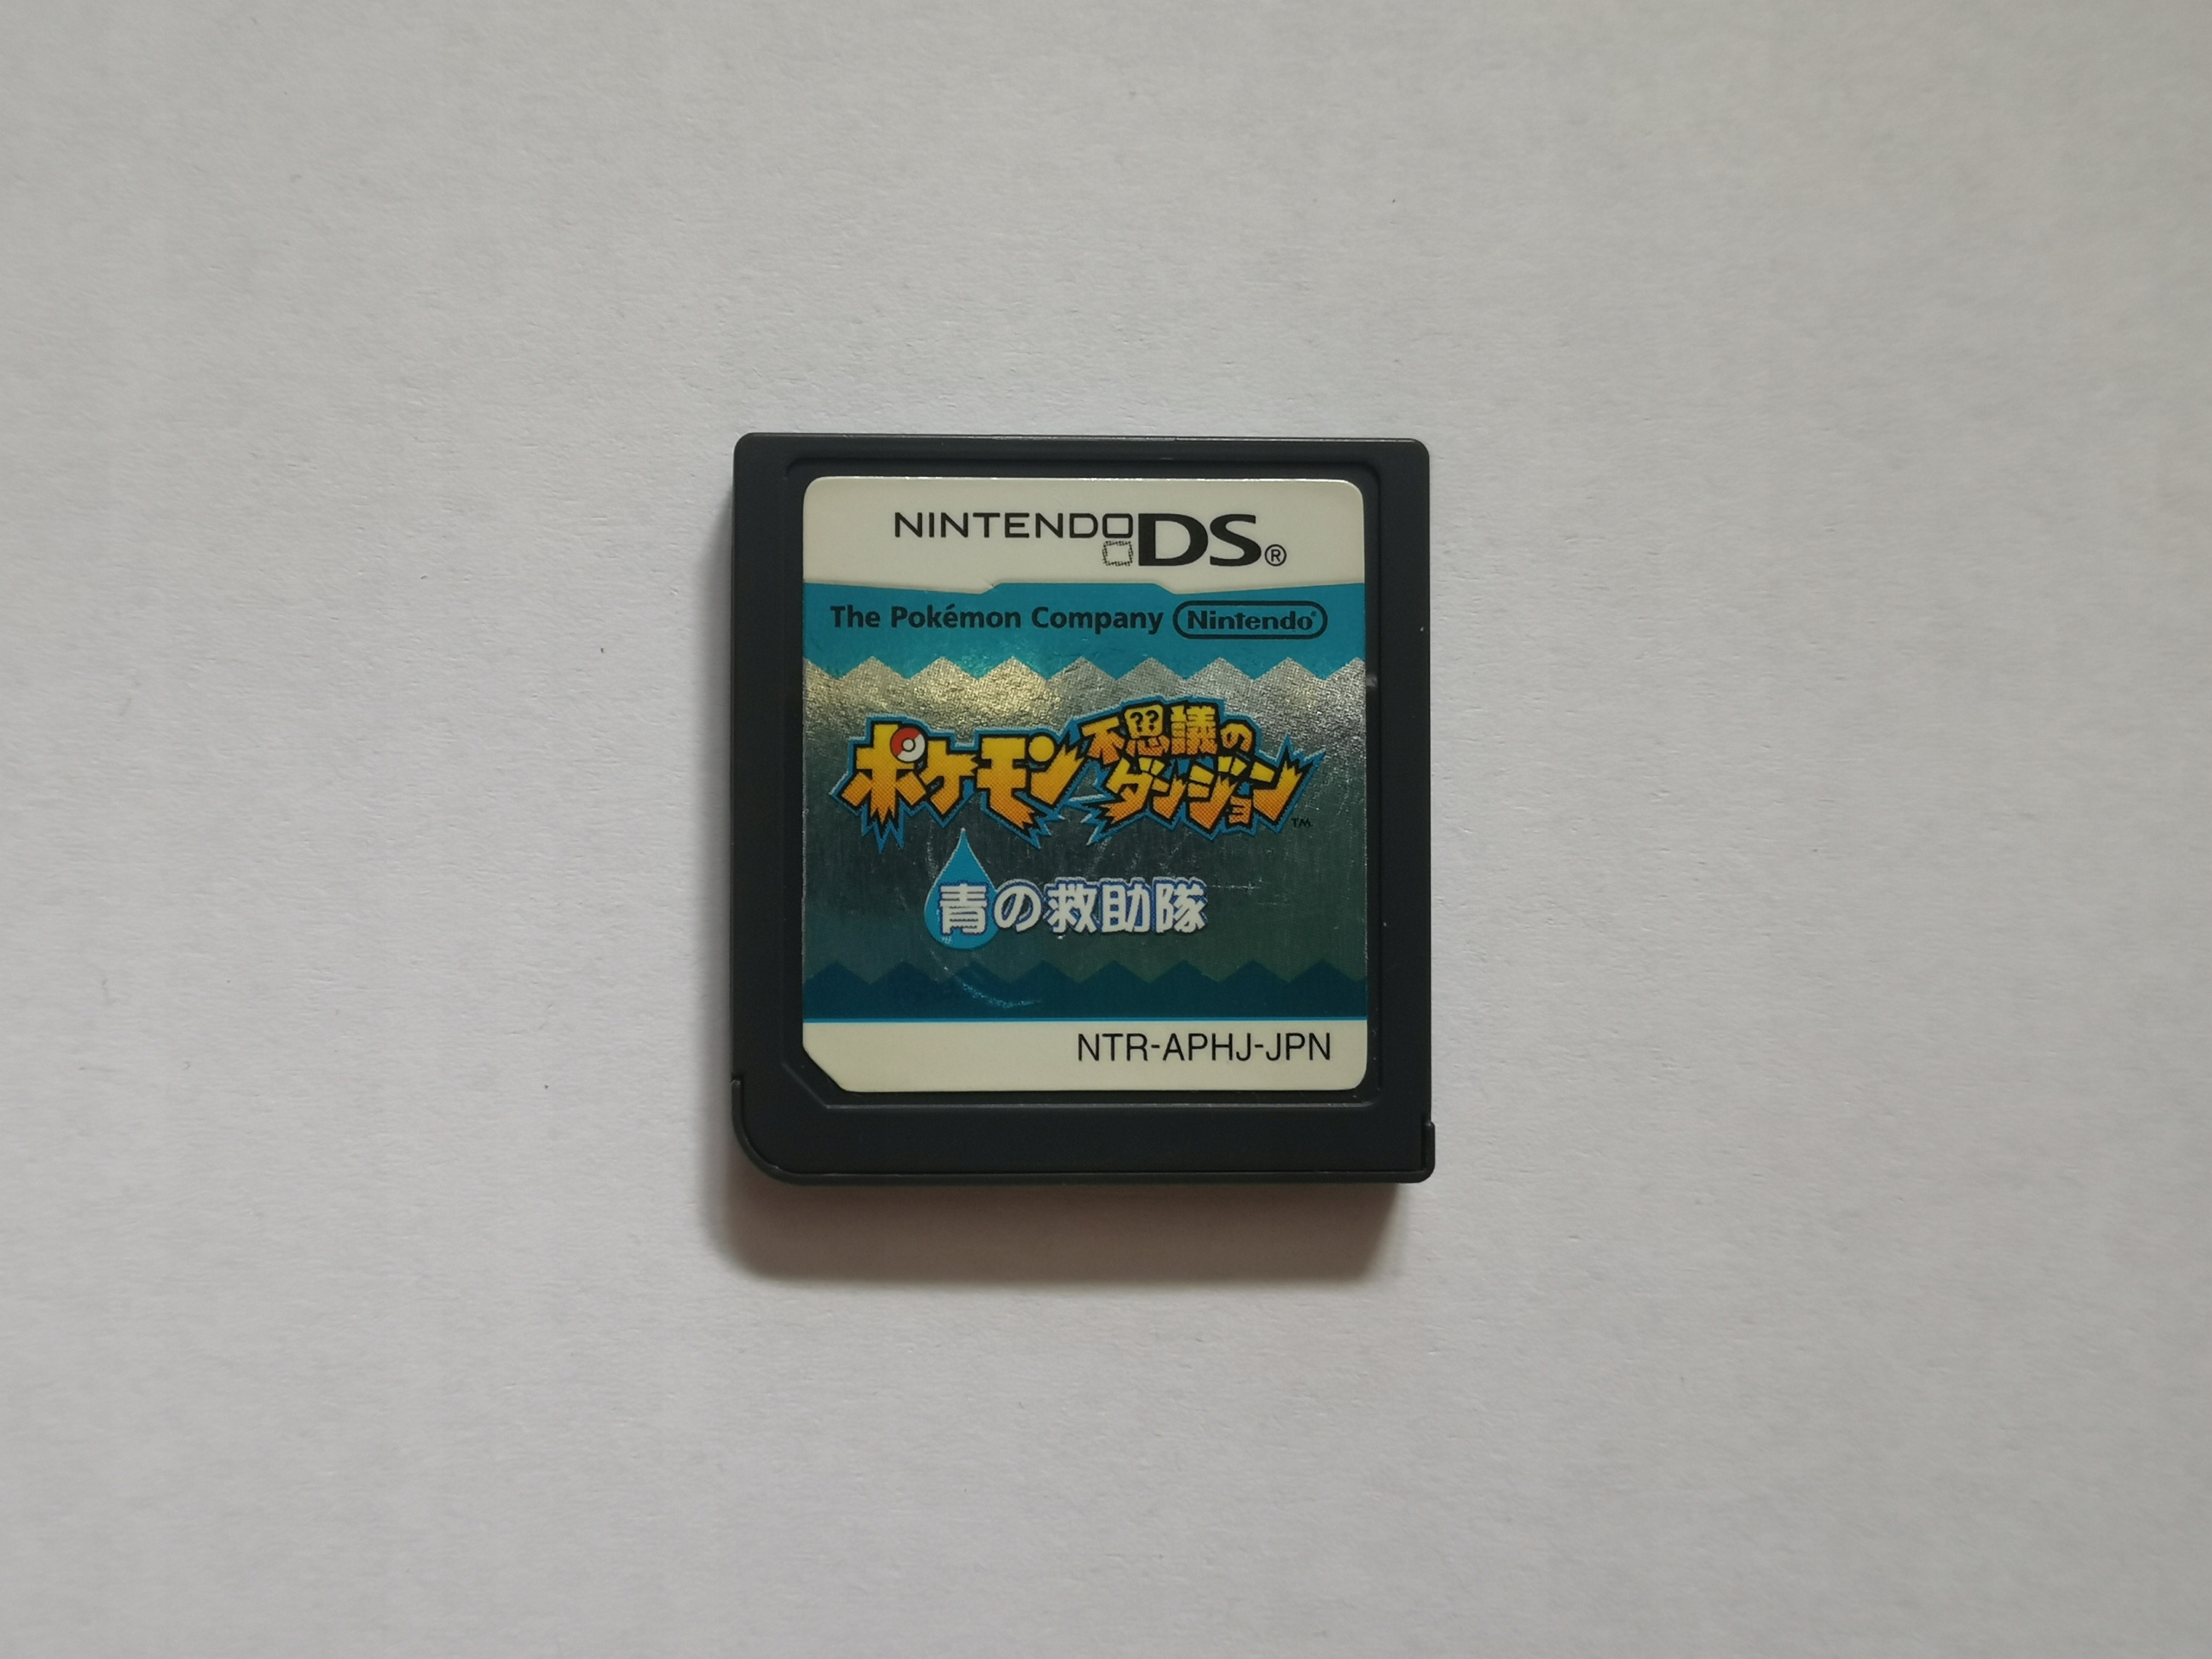 NINTENDO DS®
The Pokémon Company Nintendo®
ポケモン不思議の
ダンジョン™
青の救助隊
NTR-APHJ-JPN